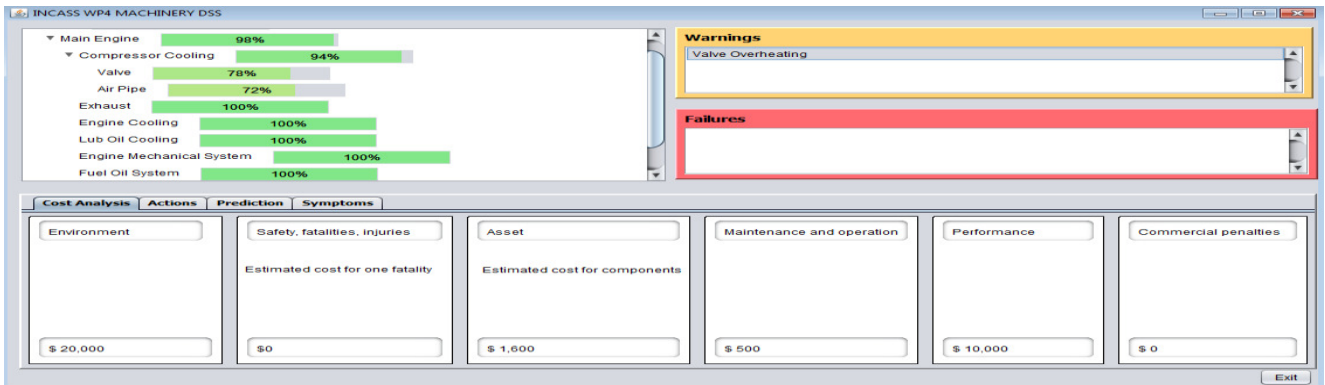 INCASS WP4 MACHINERY DSS
Main Engine 98%
Compressor Cooling 94%
Valve 78%
Air Pipe 72%
Exhaust 100%
Engine Cooling 100%
Lub Oil Cooling 100%
Engine Mechanical System 100%
Fuel Oil System 100%
Warnings
Valve Overheating
Failures
Cost Analysis Actions Prediction Symptoms
Environment
$ 20,000
Safety, fatalities, injuries
Estimated cost for one fatality
$0
Asset
Estimated cost for components
$ 1,600
Maintenance and operation
$ 500
Performance
$ 10,000
Commercial penalties
$ 0
Exit